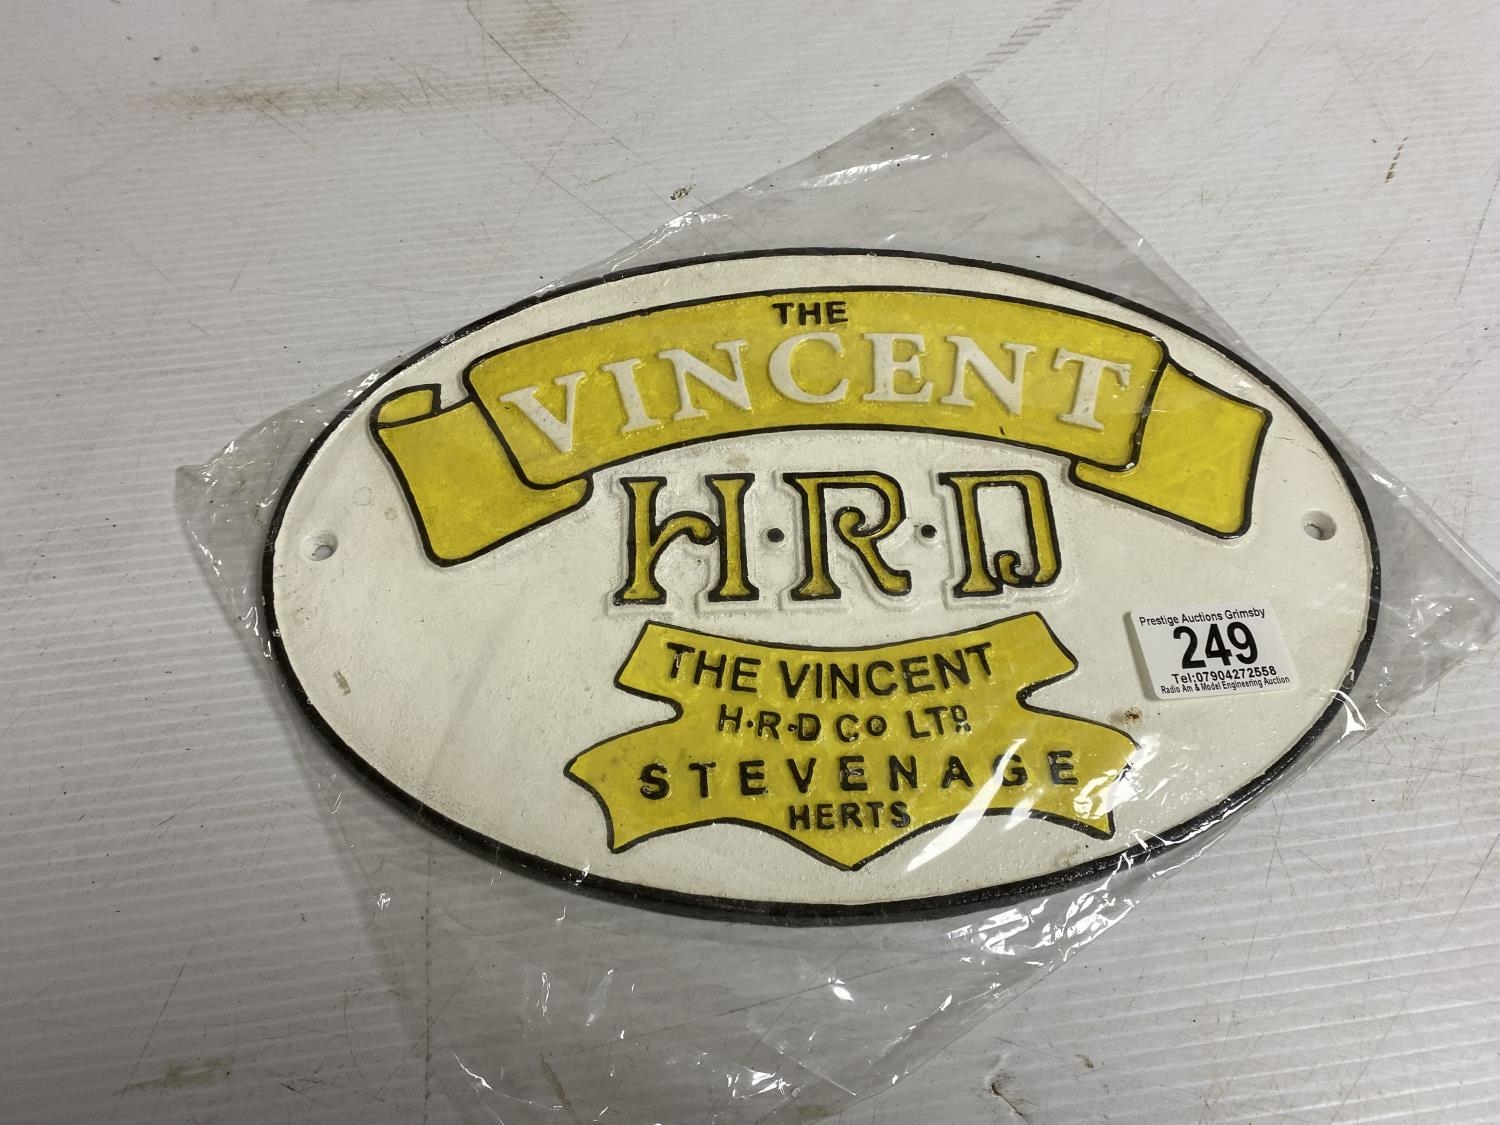 THE
VINCENT
H·R·D
THE VINCENT
H·R·D Co LTD
STEVENAGE
HERTS
Prestige Auctions Grimsby
249
Tel:07904272558
Radio Am & Model Engineering Auction